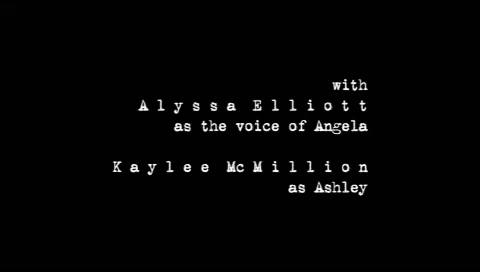 with
Alyssa Elliott
as the voice of Angela
Kaylee McMillion
as Ashley